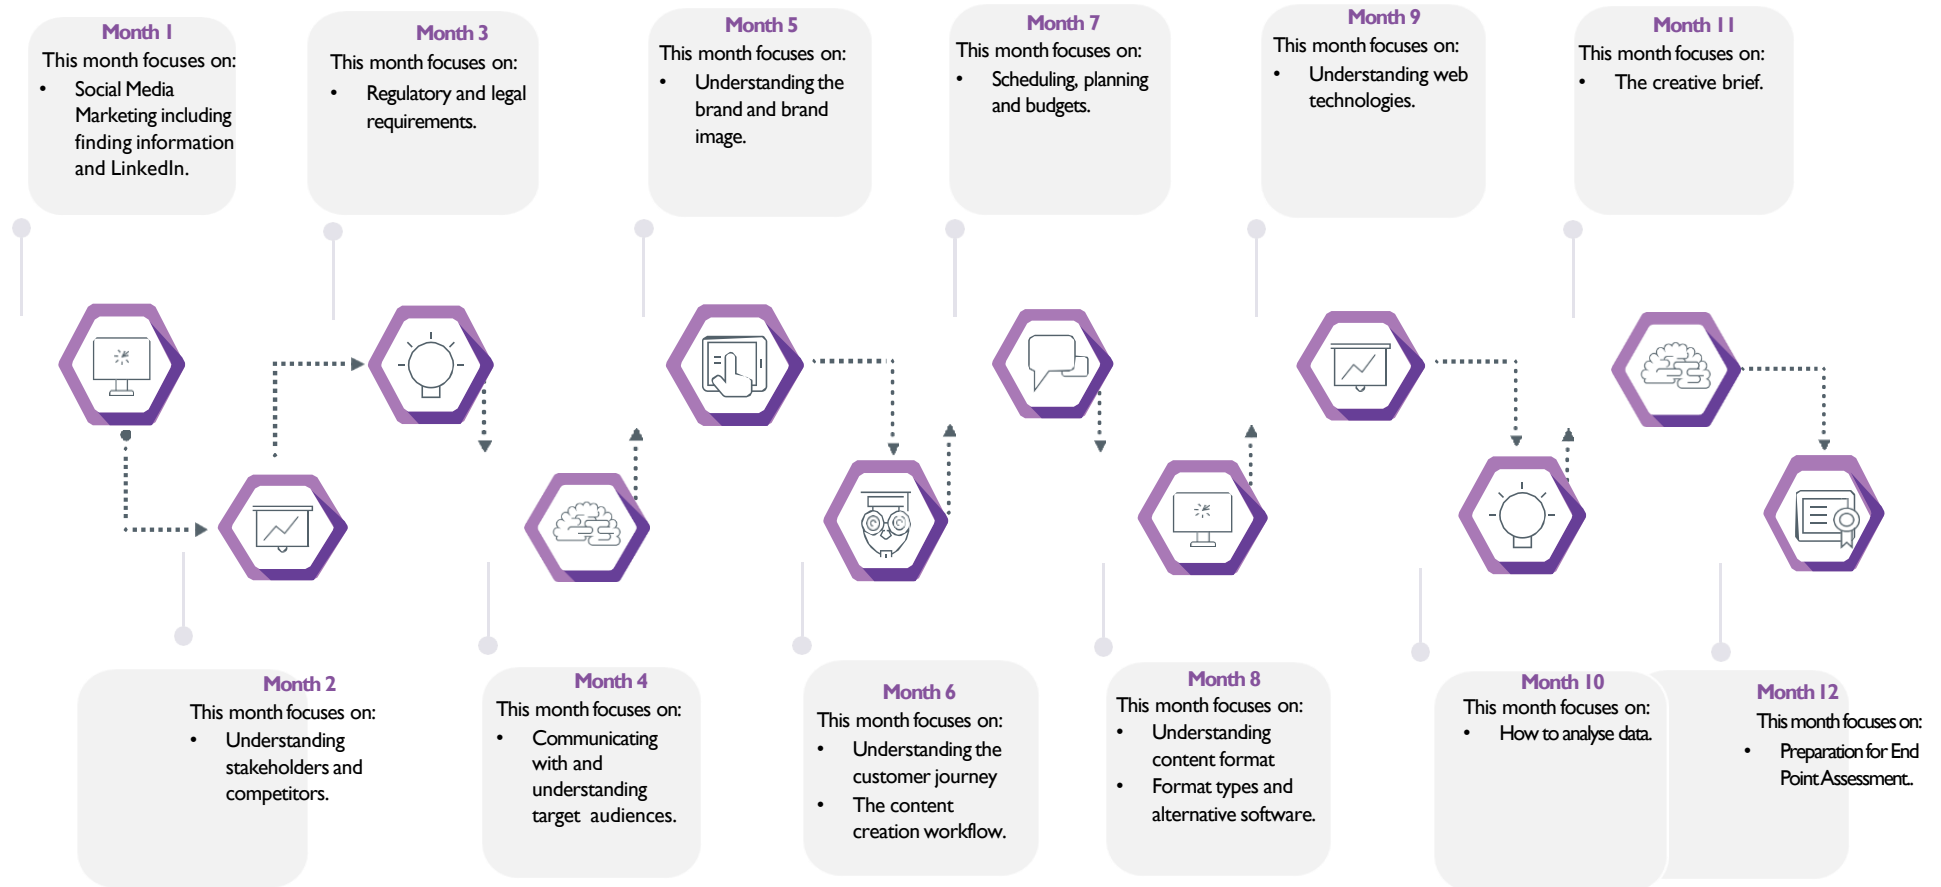 Month 1
This month focuses on:
• Social Media
Marketing including
finding information
and LinkedIn.
Month 3
This month focuses on:
• Regulatory and legal
requirements.
Month 5
This month focuses on:
• Understanding the
brand and brand
image.
Month 7
This month focuses on:
• Scheduling, planning
and budgets.
Month 9
This month focuses on:
• Understanding web
technologies.
Month 11
This month focuses on:
• The creative brief.
Month 2
This month focuses on:
• Understanding
stakeholders and
competitors.
Month 4
This month focuses on:
• Communicating
with and
understanding
target audiences.
Month 6
This month focuses on:
• Understanding the
customer journey
• The content
creation workflow.
Month 8
This month focuses on:
• Understanding
content format
• Format types and
alternative software.
Month 10
This month focuses on:
• How to analyse data.
Month 12
This month focuses on:
• Preparation for End
Point Assessment..